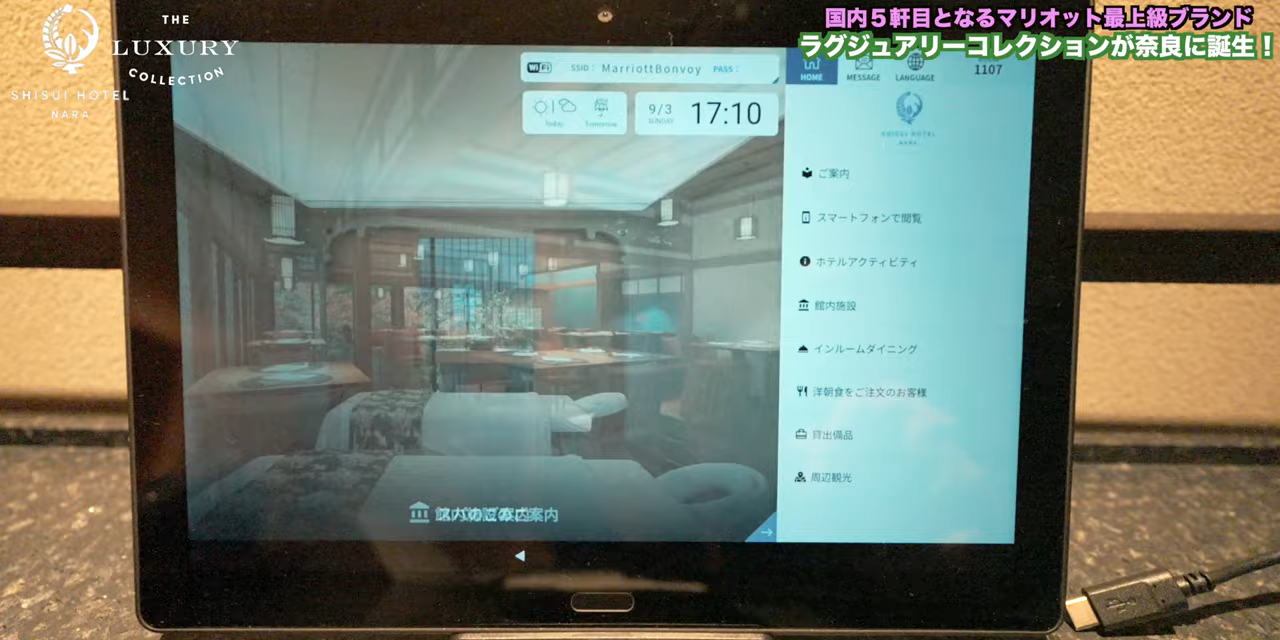 THE
LUXURY
COLLECTION
SHISUI HOTEL
NARA
国内5軒目となるマリオット最上級ブランド
ラグジュアリーコレクションが奈良に誕生！
WiFi SSID： MarriottBonvoy PASS：
Today Tomorrow
9/3
SUNDAY
17:10
HOME MESSAGE LANGUAGE 1107
SHISUI HOTEL
NARA
ご案内
スマートフォンで閲覧
ホテルアクティビティ
館内施設
インルームダイニング
洋朝食をご注文のお客様
貸出備品
周辺観光